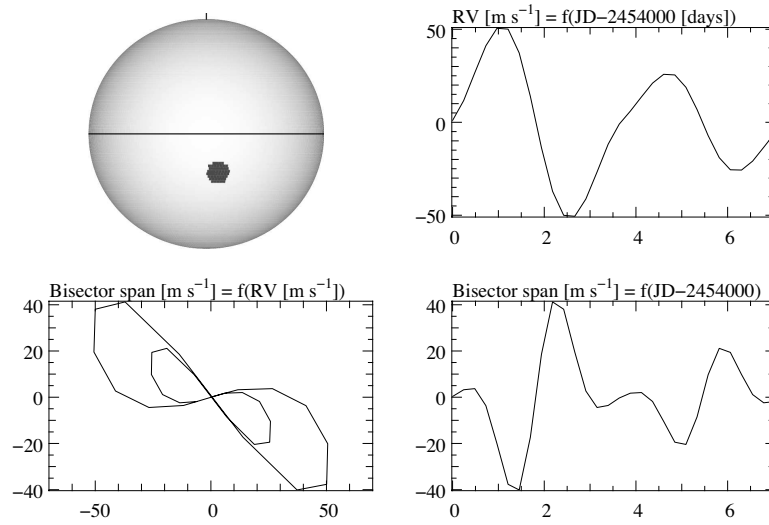 RV [m s⁻¹] = f(JD−2454000 [days])
50
0
−50
0 2 4 6
Bisector span [m s⁻¹] = f(RV [m s⁻¹])
40
20
0
−20
−40
−50 0 50
Bisector span [m s⁻¹] = f(JD−2454000)
40
20
0
−20
−40
0 2 4 6